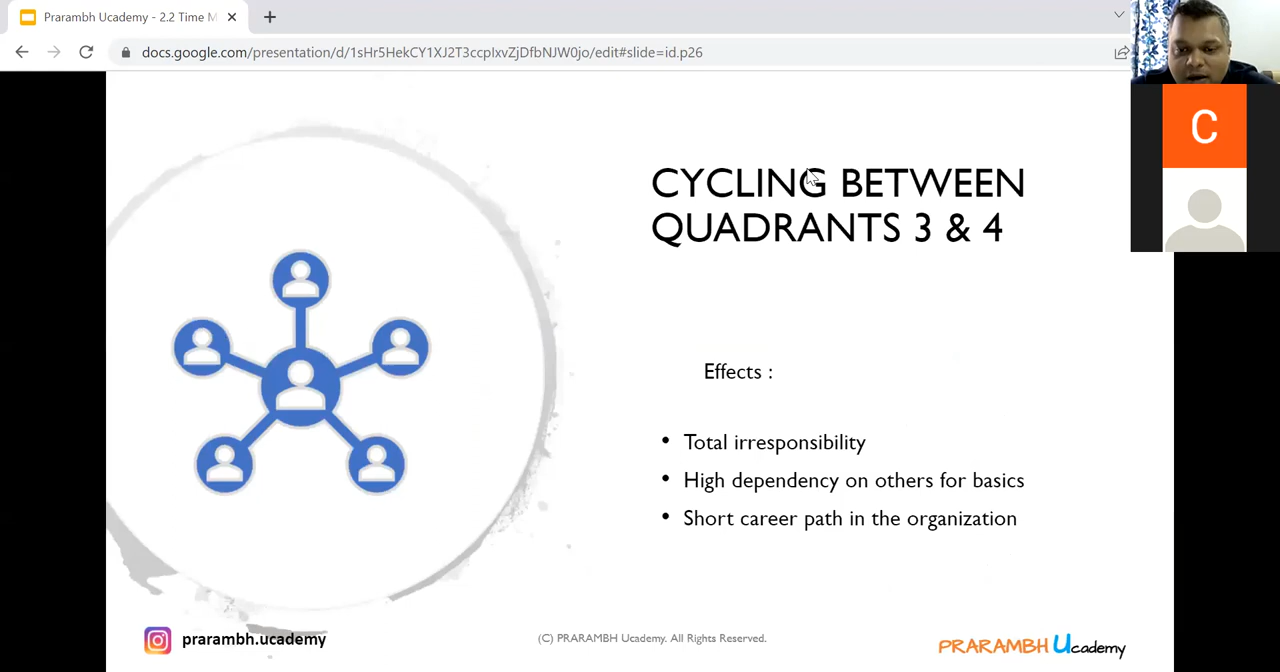 Prarambh Ucademy - 2.2 Time M
docs.google.com/presentation/d/1sHr5HekCY1XJ2T3ccpIxvZjDfbNJW0jo/edit#slide=id.p26
C
CYCLING BETWEEN
QUADRANTS 3 & 4
Effects :
• Total irresponsibility
• High dependency on others for basics
• Short career path in the organization
prarambh.ucademy
(C) PRARAMBH Ucademy. All Rights Reserved.
PRARAMBH Ucademy